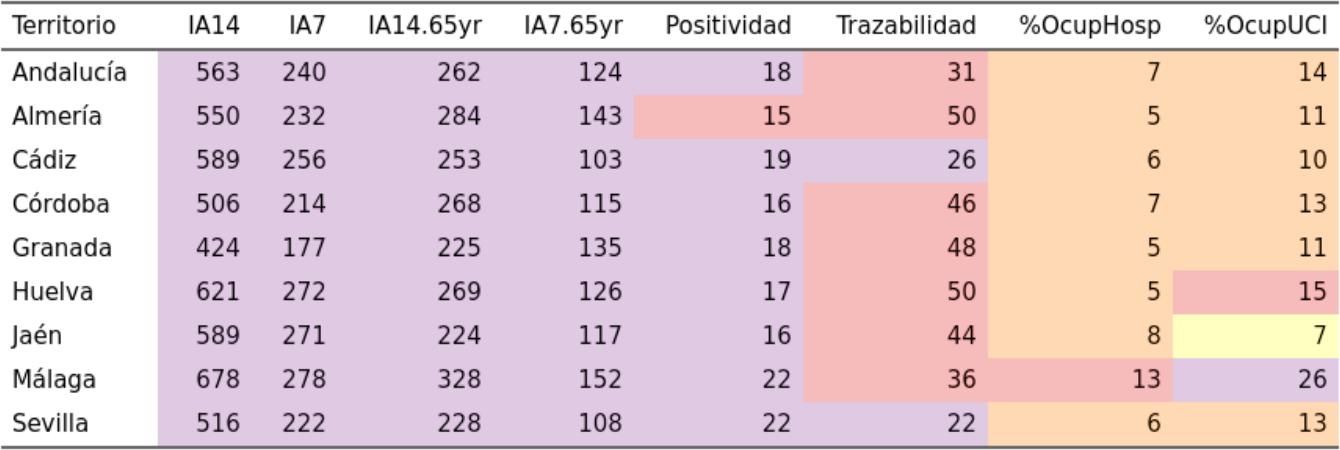 Territorio IA14 IA7 IA14.65yr IA7.65yr Positividad Trazabilidad %OcupHosp %OcupUCI
Andalucía 563 240 262 124 18 31 7 14
Almería 550 232 284 143 15 50 5 11
Cádiz 589 256 253 103 19 26 6 10
Córdoba 506 214 268 115 16 46 7 13
Granada 424 177 225 135 18 48 5 11
Huelva 621 272 269 126 17 50 5 15
Jaén 589 271 224 117 16 44 8 7
Málaga 678 278 328 152 22 36 13 26
Sevilla 516 222 228 108 22 22 6 13